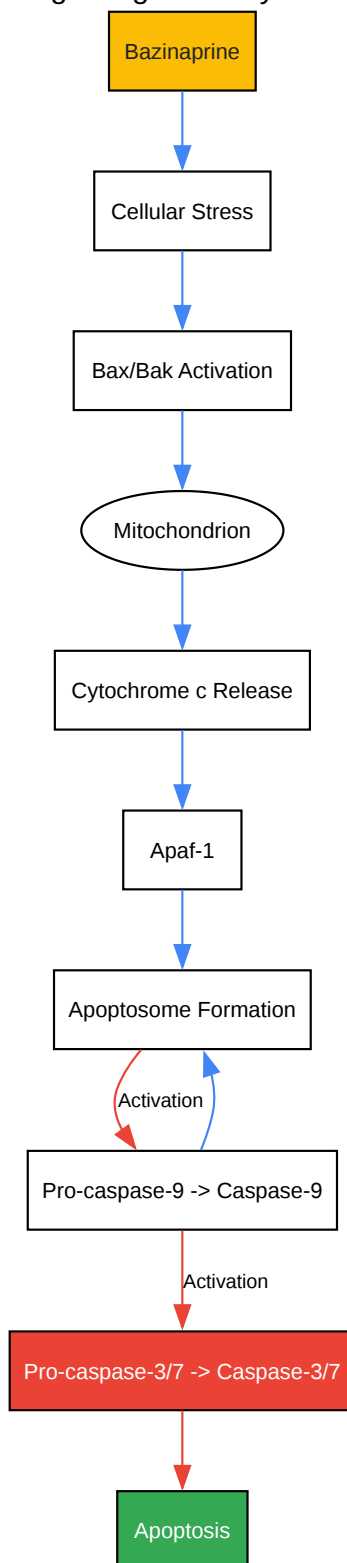 Bazinaprine
Cellular Stress
Bax/Bak Activation
Mitochondrion
Cytochrome c Release
Apaf-1
Apoptosome Formation
Activation
Pro-caspase-9 -> Caspase-9
Activation
Pro-caspase-3/7 -> Caspase-3/7
Apoptosis